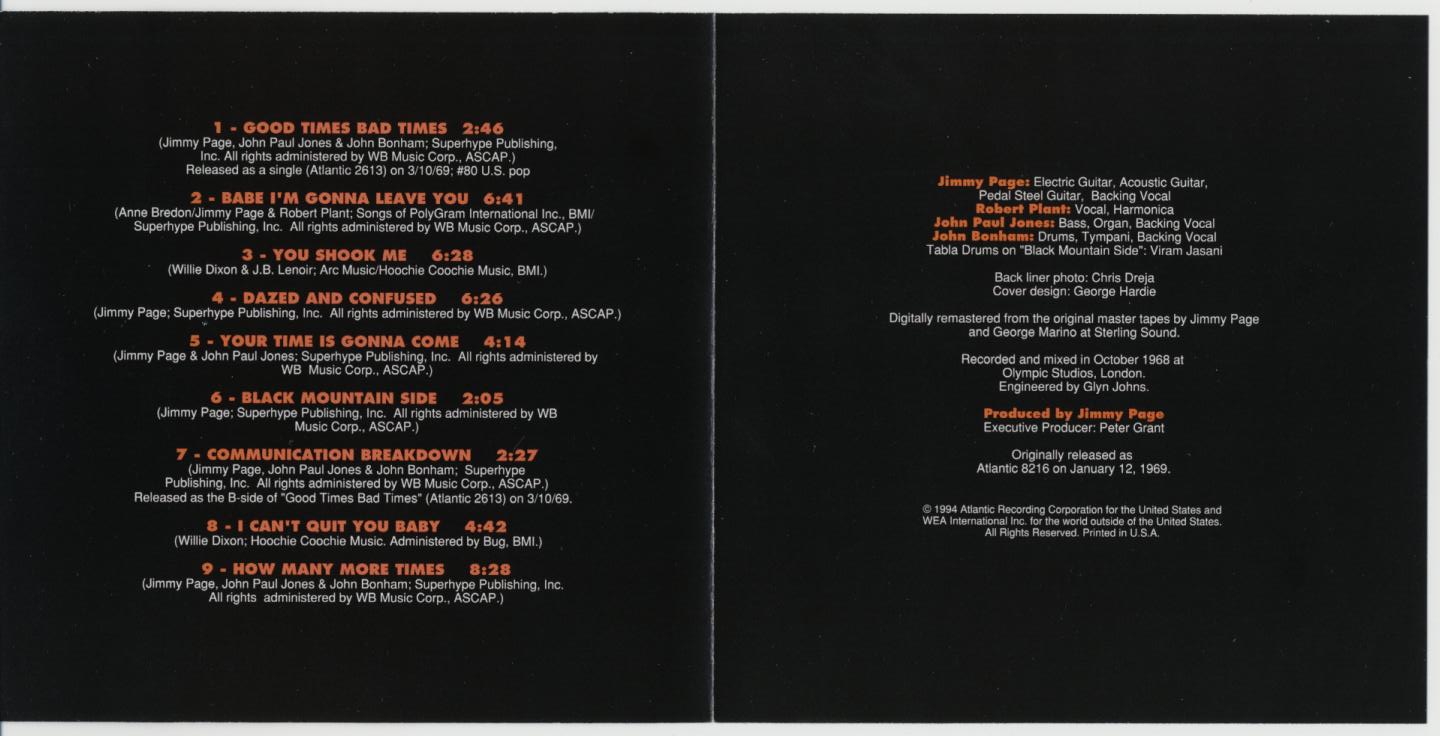 1 - GOOD TIMES BAD TIMES 2:46
(Jimmy Page, John Paul Jones & John Bonham; Superhype Publishing,
Inc. All rights administered by WB Music Corp., ASCAP.)
Released as a single (Atlantic 2613) on 3/10/69; #80 U.S. pop
2 - BABE I'M GONNA LEAVE YOU 6:41
(Anne Bredon/Jimmy Page & Robert Plant; Songs of PolyGram International Inc., BMI/
Superhype Publishing, Inc. All rights administered by WB Music Corp., ASCAP.)
3 - YOU SHOOK ME 6:28
(Willie Dixon & J.B. Lenoir; Arc Music/Hoochie Coochie Music, BMI.)
4 - DAZED AND CONFUSED 6:26
(Jimmy Page; Superhype Publishing, Inc. All rights administered by WB Music Corp., ASCAP.)
5 - YOUR TIME IS GONNA COME 4:14
(Jimmy Page & John Paul Jones; Superhype Publishing, Inc. All rights administered by
WB Music Corp., ASCAP.)
6 - BLACK MOUNTAIN SIDE 2:05
(Jimmy Page; Superhype Publishing, Inc. All rights administered by WB
Music Corp., ASCAP.)
7 - COMMUNICATION BREAKDOWN 2:27
(Jimmy Page, John Paul Jones & John Bonham; Superhype
Publishing, Inc. All rights administered by WB Music Corp., ASCAP.)
Released as the B-side of "Good Times Bad Times" (Atlantic 2613) on 3/10/69.
8 - I CAN'T QUIT YOU BABY 4:42
(Willie Dixon; Hoochie Coochie Music. Administered by Bug, BMI.)
9 - HOW MANY MORE TIMES 8:28
(Jimmy Page, John Paul Jones & John Bonham; Superhype Publishing, Inc.
All rights administered by WB Music Corp., ASCAP.)
Jimmy Page: Electric Guitar, Acoustic Guitar,
Pedal Steel Guitar, Backing Vocal
Robert Plant: Vocal, Harmonica
John Paul Jones: Bass, Organ, Backing Vocal
John Bonham: Drums, Tympani, Backing Vocal
Tabla Drums on "Black Mountain Side": Viram Jasani
Back liner photo: Chris Dreja
Cover design: George Hardie
Digitally remastered from the original master tapes by Jimmy Page
and George Marino at Sterling Sound.
Recorded and mixed in October 1968 at
Olympic Studios, London.
Engineered by Glyn Johns.
Produced by Jimmy Page
Executive Producer: Peter Grant
Originally released as
Atlantic 8216 on January 12, 1969.
© 1994 Atlantic Recording Corporation for the United States and
WEA International Inc. for the world outside of the United States.
All Rights Reserved. Printed in U.S.A.